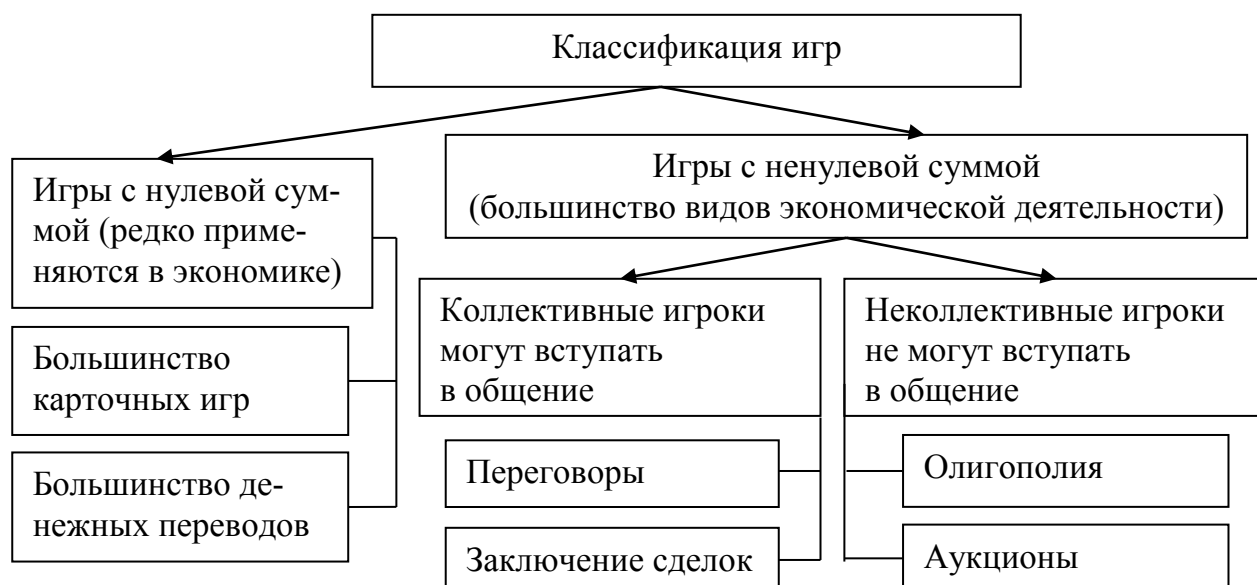 Классификация игр
Игры с нулевой сум-
мой (редко приме-
няются в экономике)
Большинство
карточных игр
Большинство де-
нежных переводов
Игры с ненулевой суммой
(большинство видов экономической деятельности)
Коллективные игроки
могут вступать
в общение
Переговоры
Заключение сделок
Неколлективные игроки
не могут вступать
в общение
Олигополия
Аукционы